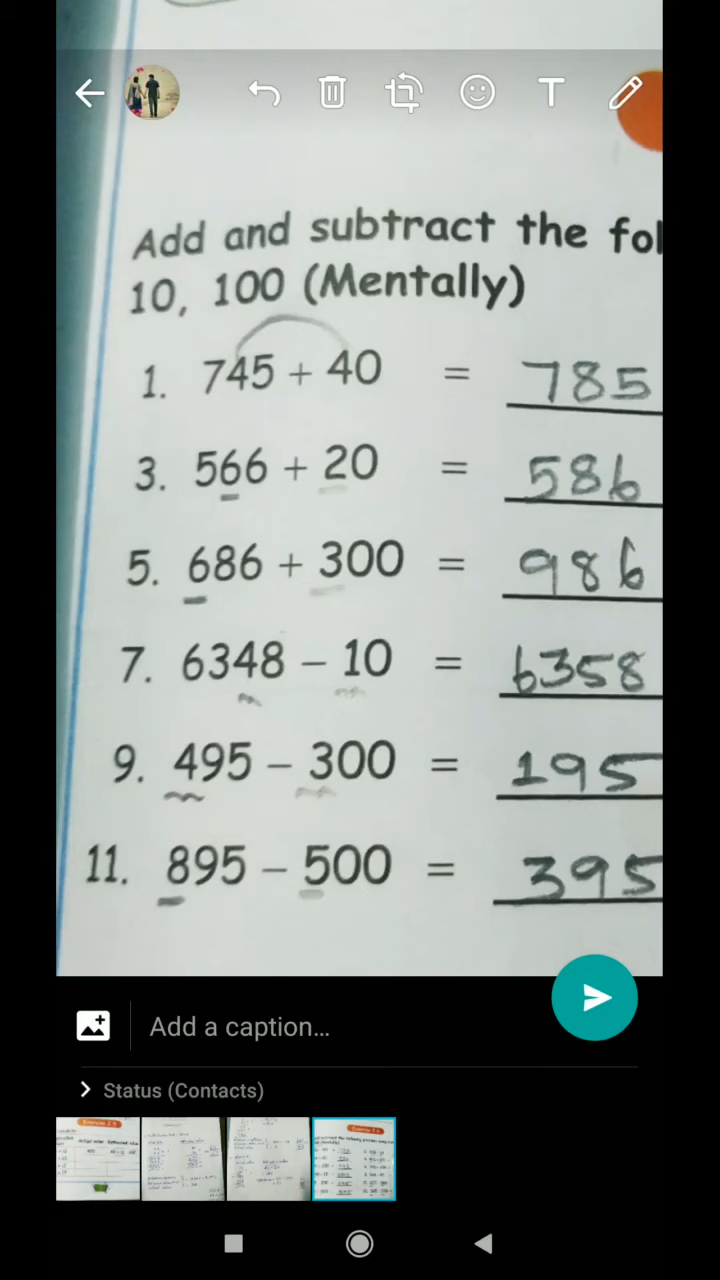 Add and subtract the fol
10, 100 (Mentally)
1. 745 + 40 = 785
3. 566 + 20 = 586
5. 686 + 300 = 986
7. 6348 – 10 = 6358
9. 495 – 300 = 195
11. 895 – 500 = 395
Add a caption...
Status (Contacts)